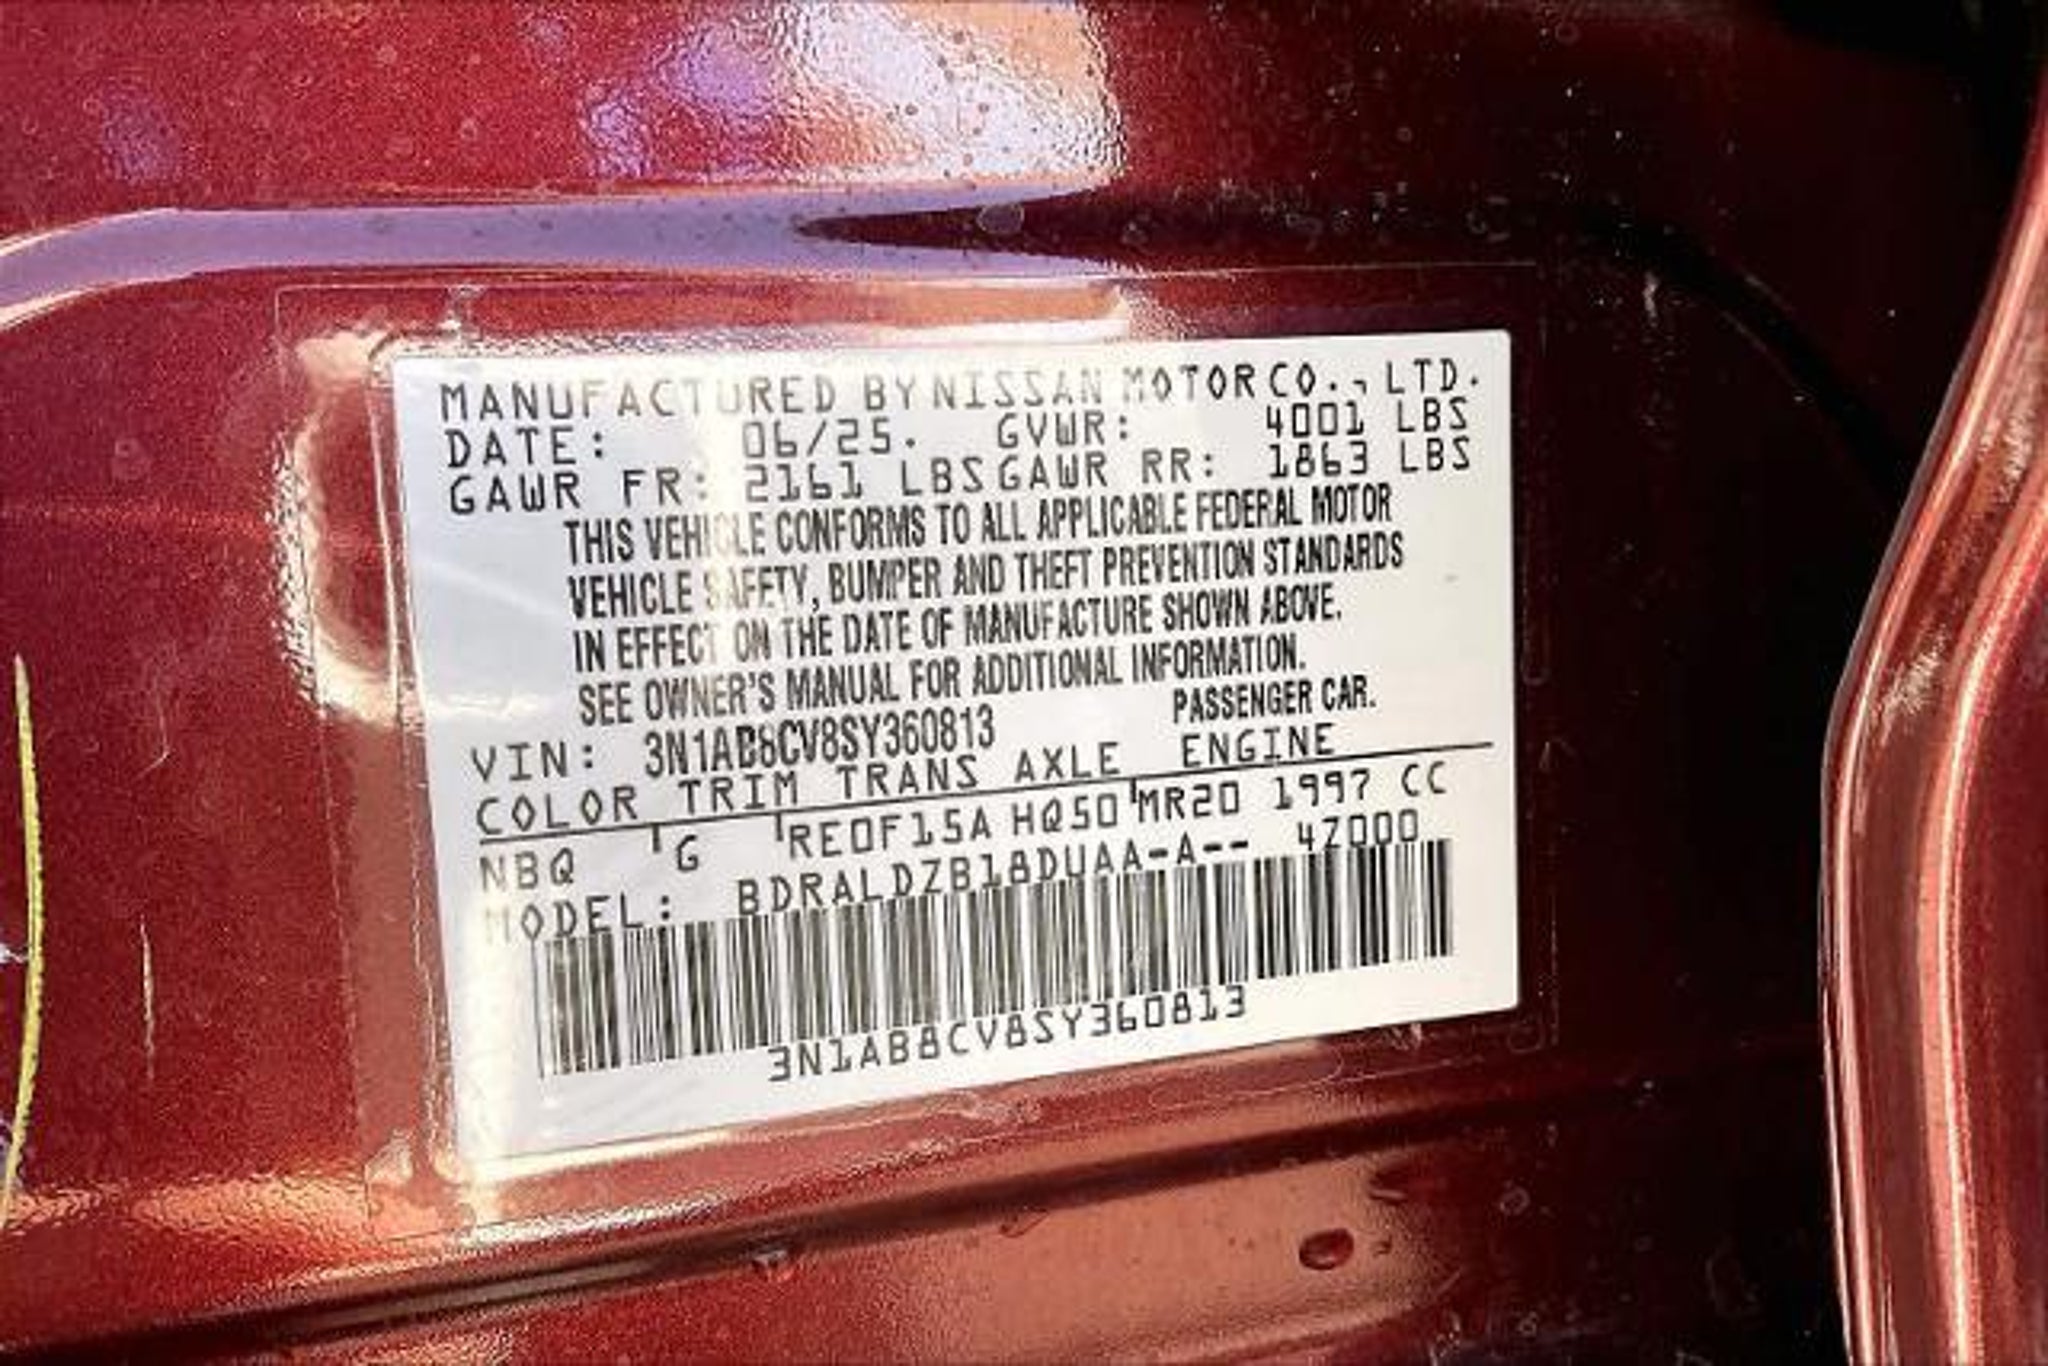 MANUFACTURED BY NISSAN MOTOR CO., LTD.
DATE: 06/25. GVWR: 4001 LBS
GAWR FR: 2161 LBS GAWR RR: 1863 LBS
THIS VEHICLE CONFORMS TO ALL APPLICABLE FEDERAL MOTOR
VEHICLE SAFETY, BUMPER AND THEFT PREVENTION STANDARDS
IN EFFECT ON THE DATE OF MANUFACTURE SHOWN ABOVE.
SEE OWNER'S MANUAL FOR ADDITIONAL INFORMATION.
VIN: 3N1AB8CV8SY360813 PASSENGER CAR.
COLOR TRIM TRANS AXLE ENGINE
NBQ G RE0F15A HQ50 MR20 1997 CC
MODEL: BDRALDZB18DUAA-A-- 4Z000
3N1AB8CV8SY360813